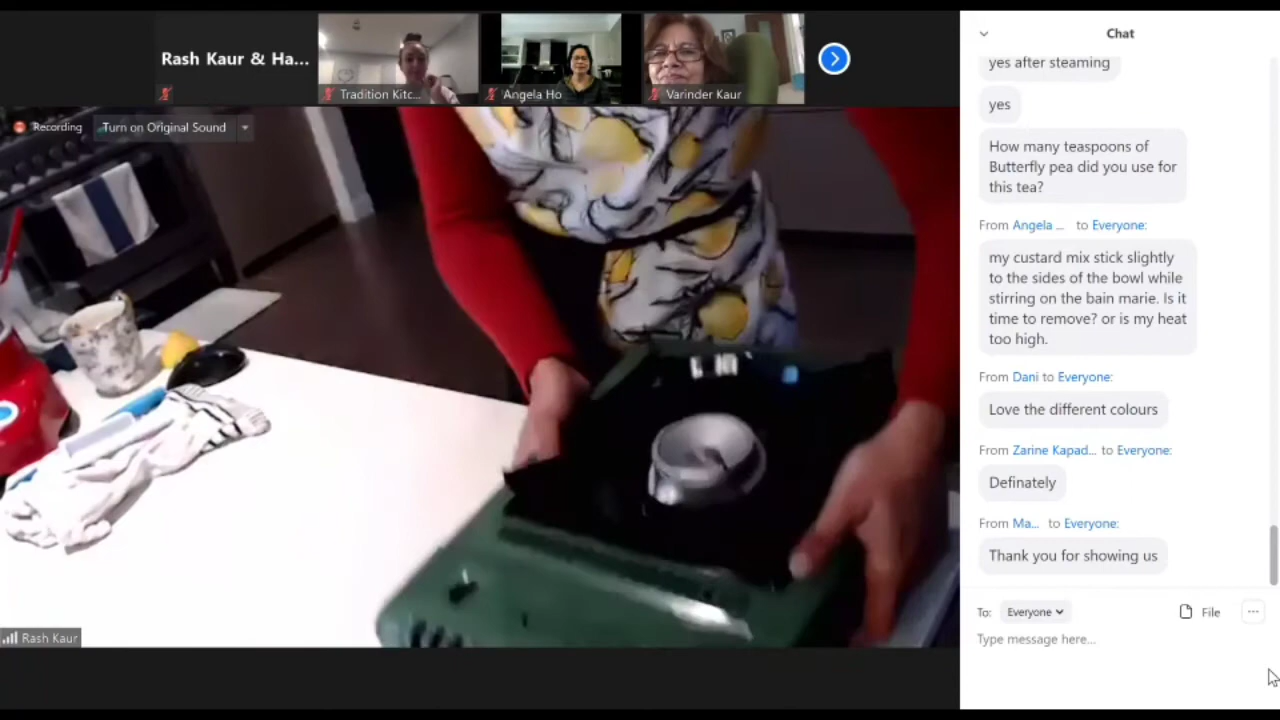 Rash Kaur & Ha...
Tradition Kitc...
Angela Ho
Varinder Kaur
Recording
Turn on Original Sound
Rash Kaur
Chat
yes after steaming
yes
How many teaspoons of
Butterfly pea did you use for
this tea?
From Angela ... to Everyone:
my custard mix stick slightly
to the sides of the bowl while
stirring on the bain marie. Is it
time to remove? or is my heat
too high.
From Dani to Everyone:
Love the different colours
From Zarine Kapad... to Everyone:
Definately
From Ma... to Everyone:
Thank you for showing us
To: Everyone
File
...
Type message here...